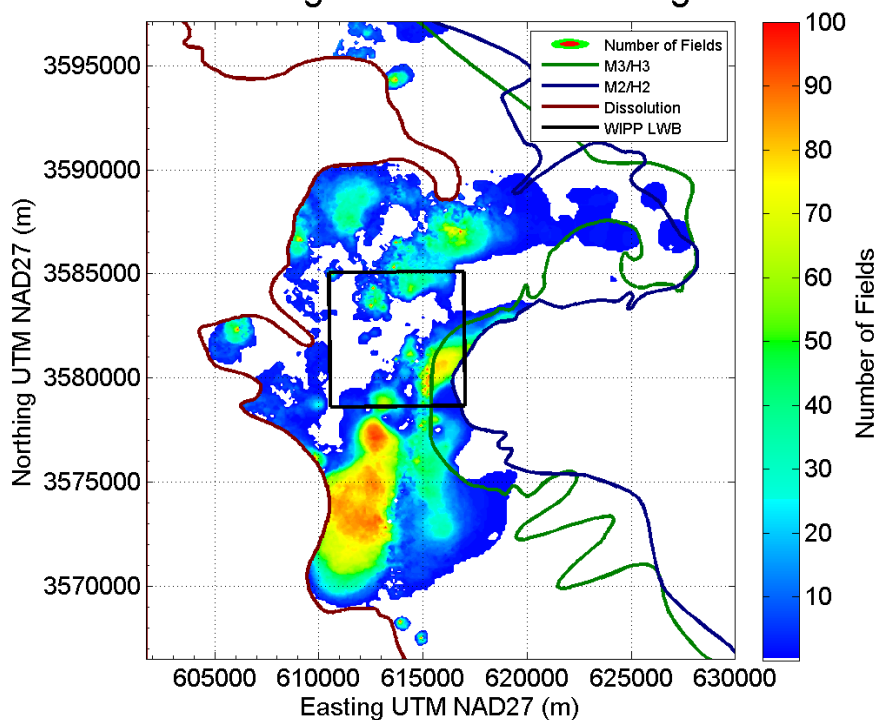 Number of Fields
M3/H3
M2/H2
Dissolution
WIPP LWB
3595000
3590000
3585000
3580000
3575000
3570000
Northing UTM NAD27 (m)
605000 610000 615000 620000 625000 630000
Easting UTM NAD27 (m)
100
90
80
70
60
50
40
30
20
10
Number of Fields